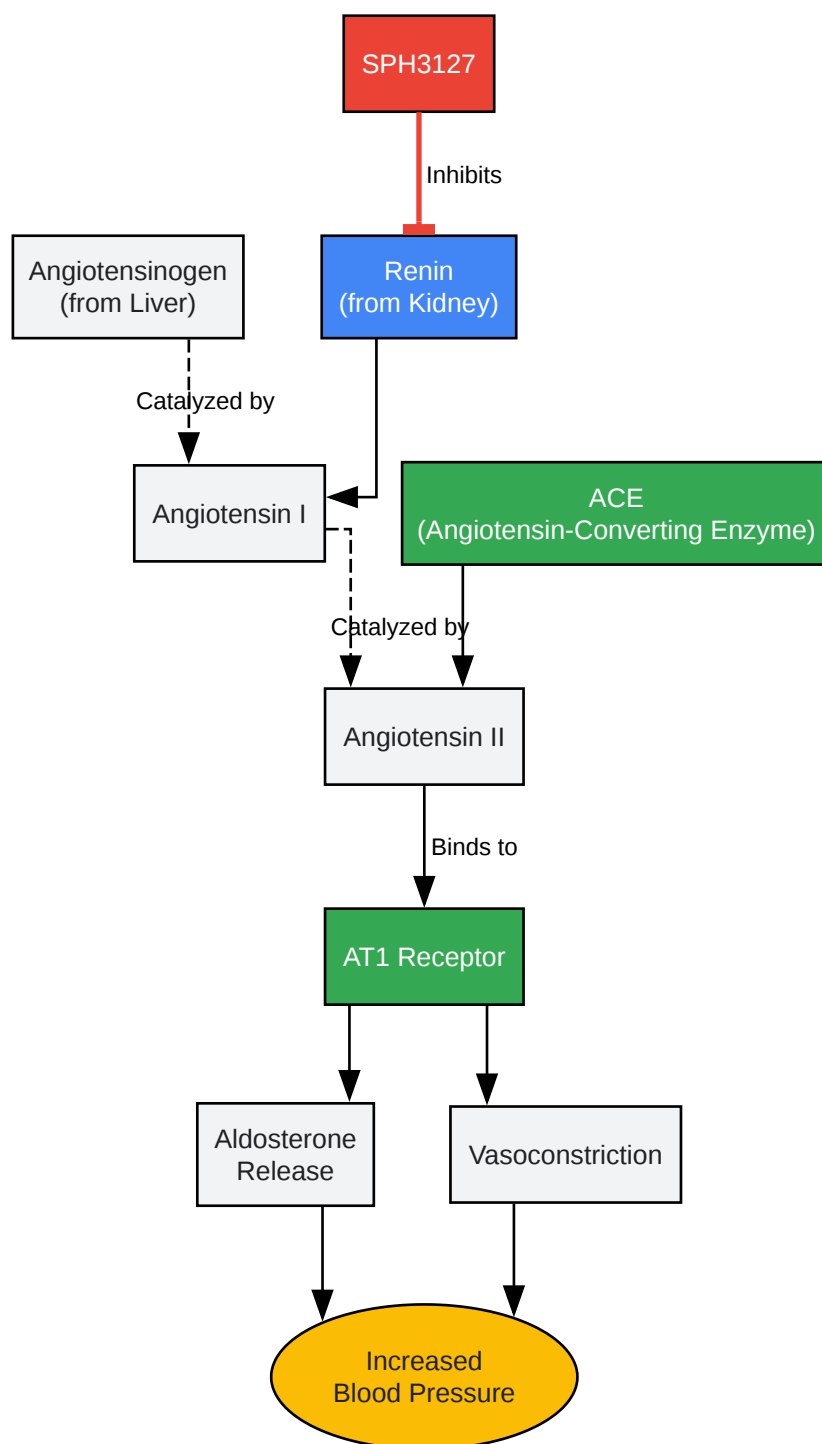 SPH3127
Inhibits
Angiotensinogen
(from Liver)
Renin
(from Kidney)
Catalyzed by
Angiotensin I
ACE
(Angiotensin-Converting Enzyme)
Catalyzed by
Angiotensin II
Binds to
AT1 Receptor
Aldosterone
Release
Vasoconstriction
Increased
Blood Pressure